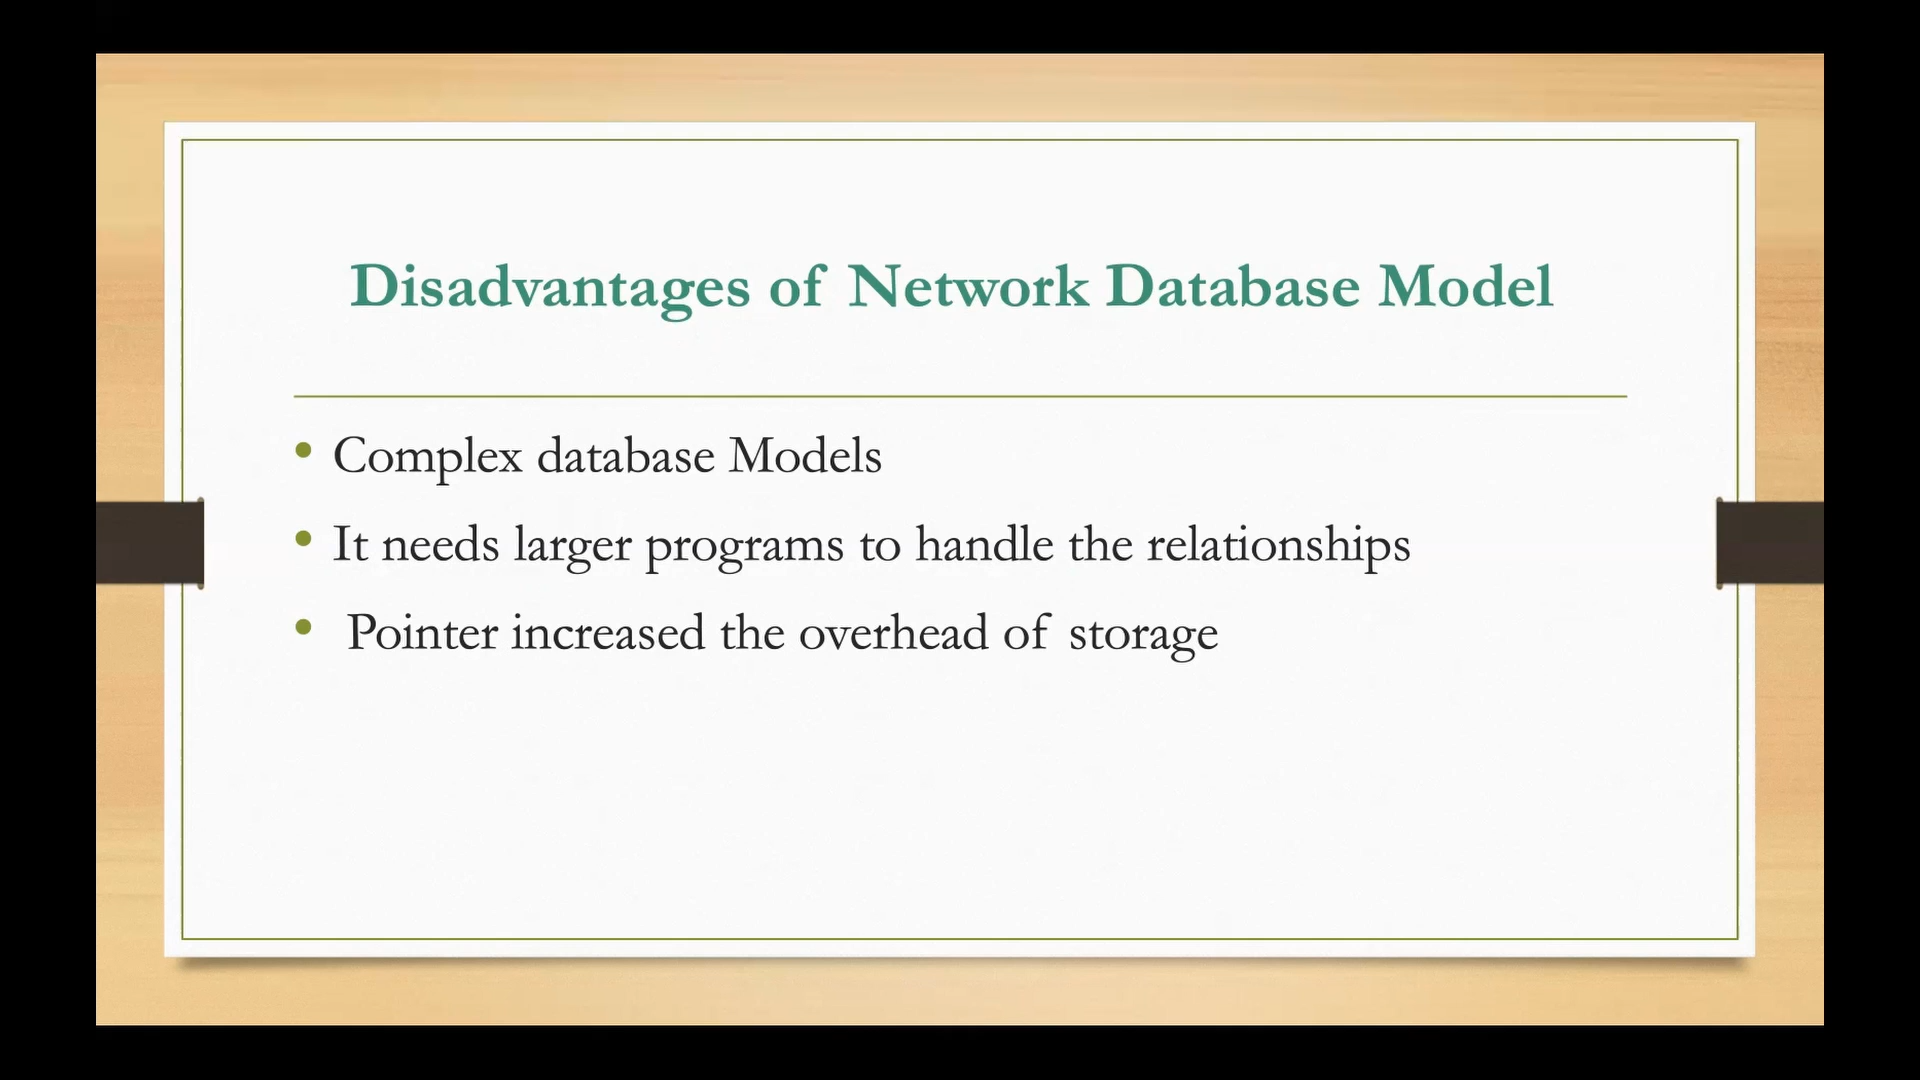 Disadvantages of Network Database Model
• Complex database Models
• It needs larger programs to handle the relationships
• Pointer increased the overhead of storage